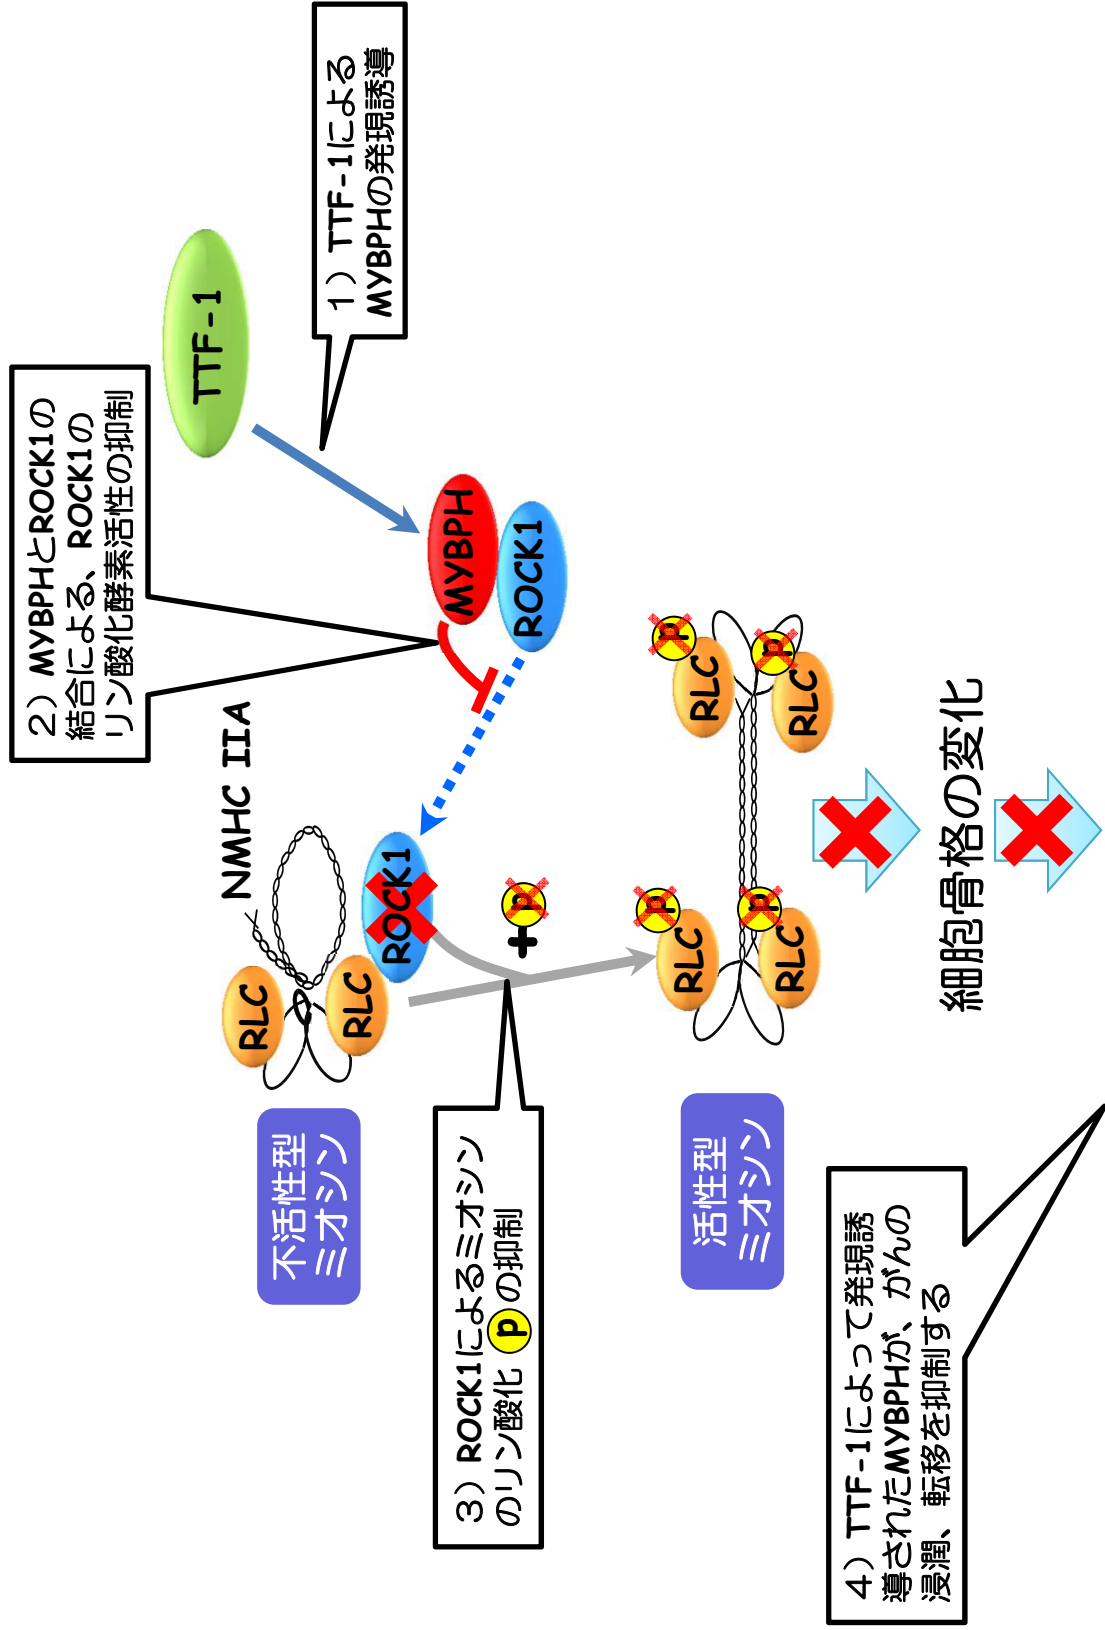 2）MYBPHとROCK1の
結合による、ROCK1の
リン酸化酵素活性の抑制
TTF-1
1）TTF-1による
MYBPHの発現誘導
NMHC IIA
MYBPH
ROCK1
不活性型
ミオシン
RLC
RLC
ROCK1
+p
3）ROCK1によるミオシン
のリン酸化 p の抑制
活性型
ミオシン
RLC
p
RLC
p
RLC
p
RLC
p
細胞骨格の変化
4）TTF-1によって発現誘
導されたMYBPHが、がんの
浸潤、転移を抑制する